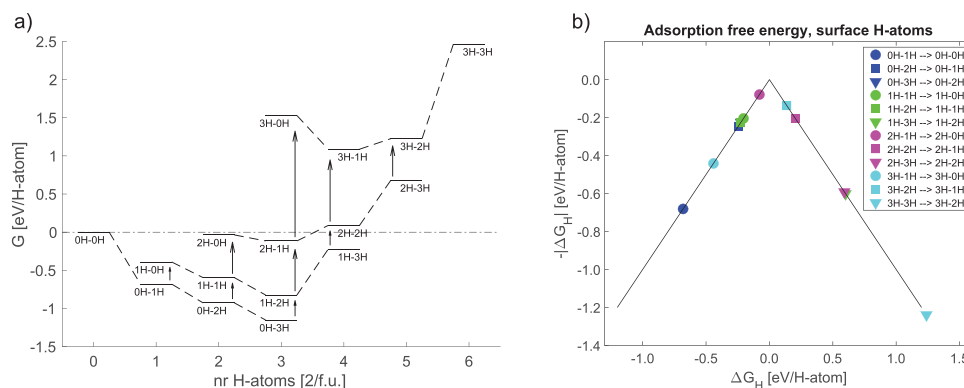 a)
2.5
2
1.5
1
0.5
0
-0.5
-1
-1.5
G [eV/H-atom]
3H-3H
3H-0H
3H-1H
3H-2H
2H-3H
0H-0H
2H-0H
2H-1H
2H-2H
1H-3H
1H-0H
0H-1H
1H-1H
0H-2H
1H-2H
0H-3H
0 1 2 3 4 5 6
nr H-atoms [2/f.u.]
b)
Adsorption free energy, surface H-atoms
0H-1H --> 0H-0H
0H-2H --> 0H-1H
0H-3H --> 0H-2H
1H-1H --> 1H-0H
1H-2H --> 1H-1H
1H-3H --> 1H-2H
2H-1H --> 2H-0H
2H-2H --> 2H-1H
2H-3H --> 2H-2H
3H-1H --> 3H-0H
3H-2H --> 3H-1H
3H-3H --> 3H-2H
0.0
-0.2
-0.4
-0.6
-0.8
-1.0
-1.2
-1.4
-|ΔG_H| [eV/H-atom]
-1.0 -0.5 0.0 0.5 1.0 1.5
ΔG_H [eV/H-atom]